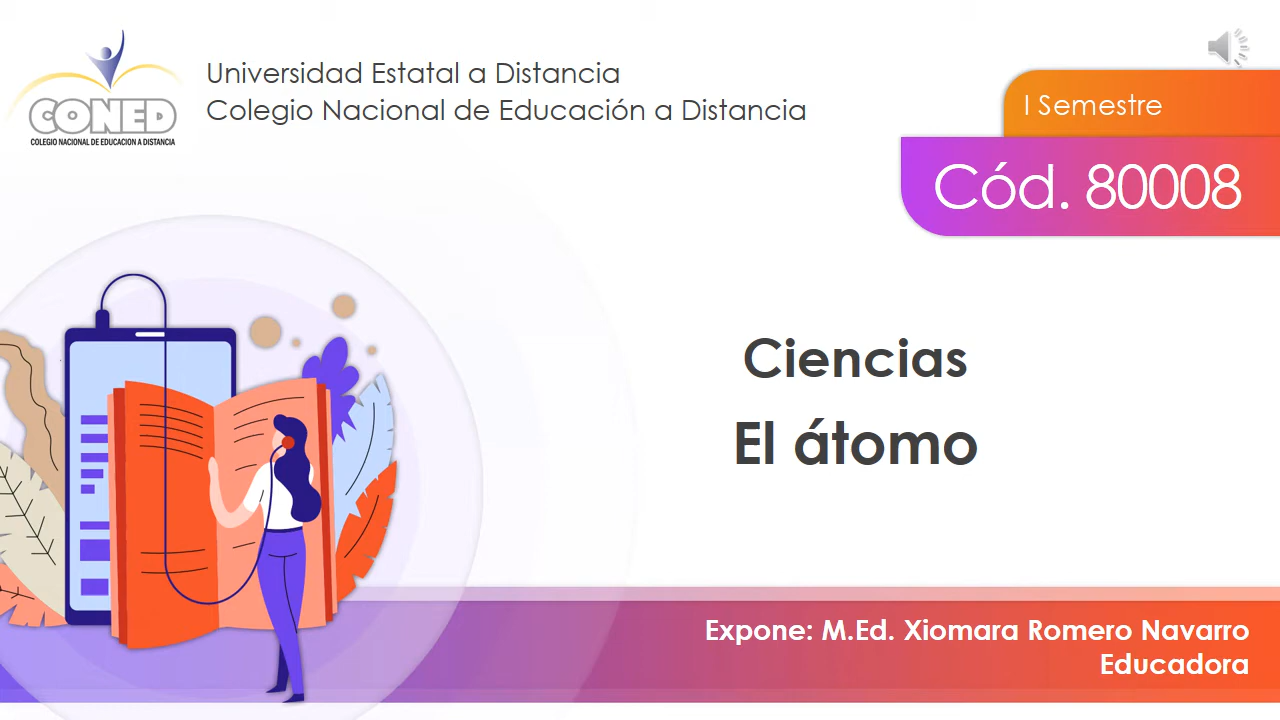 CONED
COLEGIO NACIONAL DE EDUCACION A DISTANCIA
Universidad Estatal a Distancia
Colegio Nacional de Educación a Distancia
I Semestre
Cód. 80008
Ciencias
El átomo
Expone: M.Ed. Xiomara Romero Navarro
Educadora